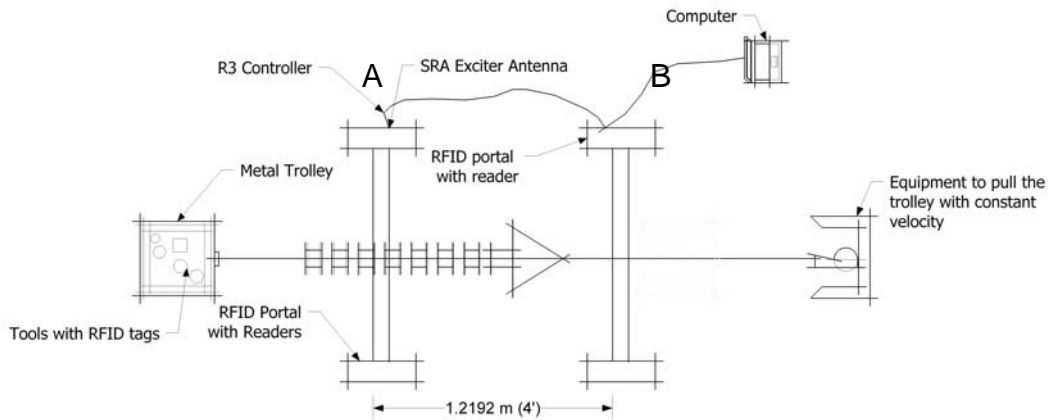 Computer
R3 Controller
A
SRA Exciter Antenna
B
RFID portal
with reader
Metal Trolley
Equipment to pull the
trolley with constant
velocity
Tools with RFID tags
RFID Portal
with Readers
1.2192 m (4')